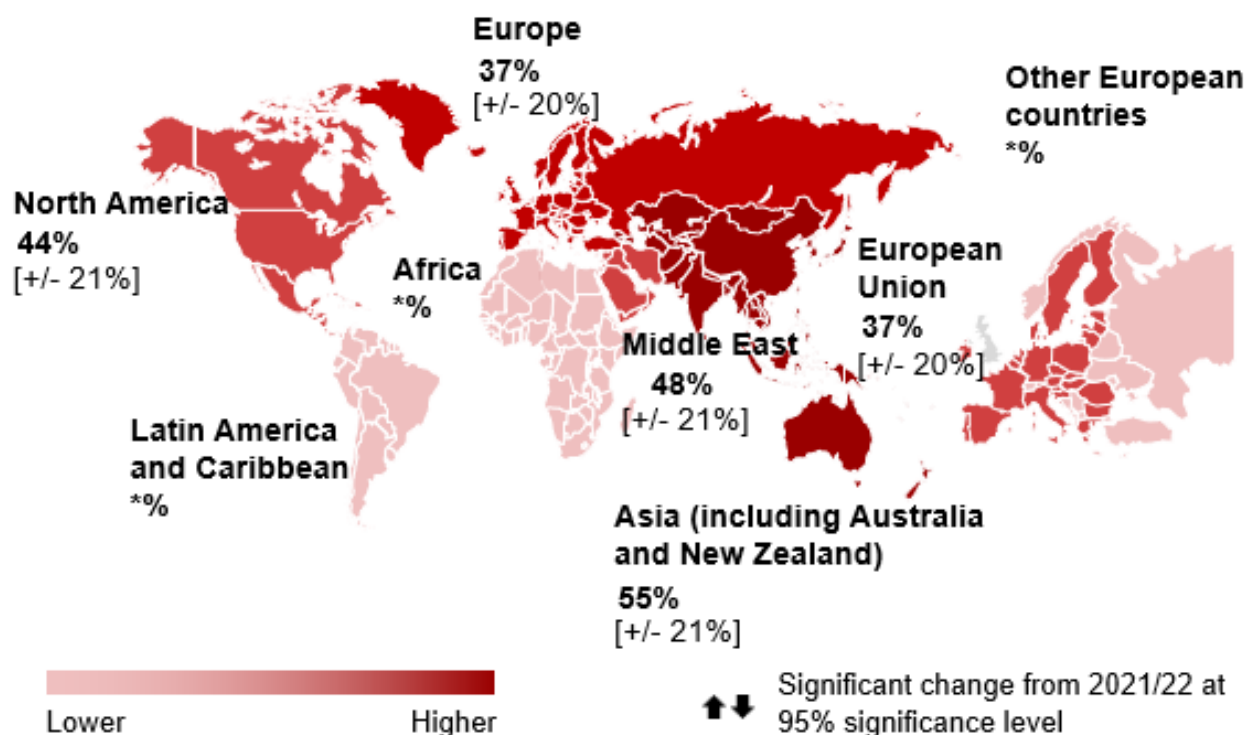 Europe
37%
[+/- 20%]
Other European
countries
*%
North America
44%
[+/- 21%]
Africa
*%
European
Union
37%
[+/- 20%]
Middle East
48%
[+/- 21%]
Latin America
and Caribbean
*%
Asia (including Australia
and New Zealand)
55%
[+/- 21%]
Lower
Higher
Significant change from 2021/22 at
95% significance level